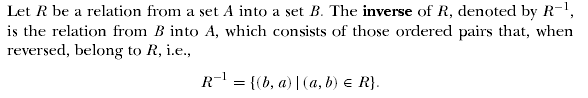 Let R be a relation from a set A into a set B. The inverse of R, denoted by R⁻¹,
is the relation from B into A, which consists of those ordered pairs that, when
reversed, belong to R, i.e.,
R⁻¹ = {(b, a) | (a, b) ∈ R}.